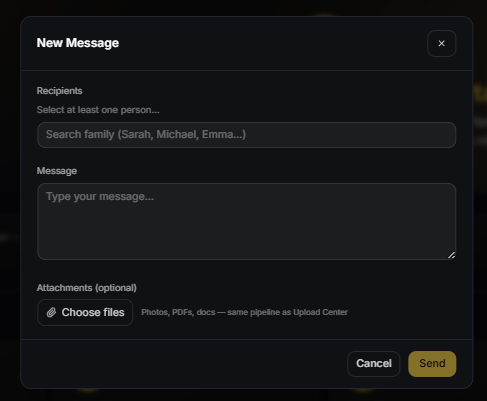 New Message
×
Recipients
Select at least one person...
Search family (Sarah, Michael, Emma...)
Message
Type your message...
Attachments (optional)
Choose files
Photos, PDFs, docs — same pipeline as Upload Center
Cancel
Send